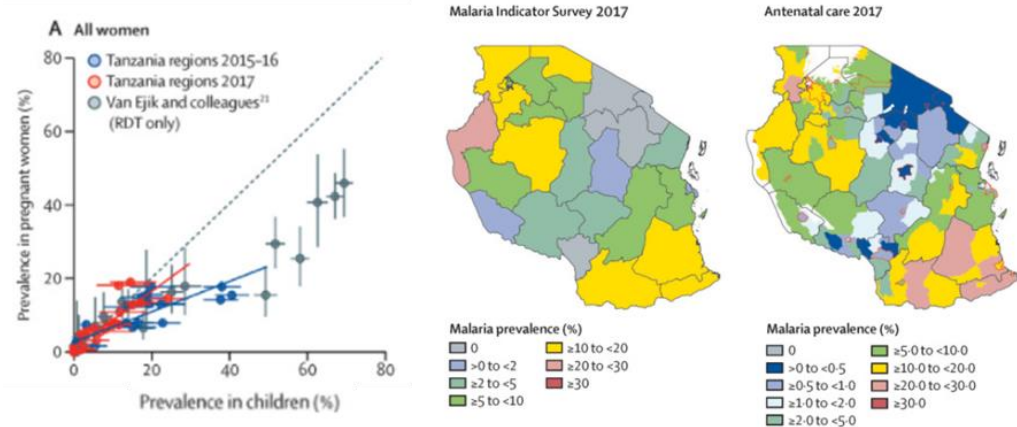 A All women
Tanzania regions 2015–16
Tanzania regions 2017
Van Ejik and colleagues²¹
(RDT only)
Prevalence in pregnant women (%)
80
60
40
20
0
0 20 40 60 80
Prevalence in children (%)
Malaria Indicator Survey 2017
Malaria prevalence (%)
0
>0 to <2
≥2 to <5
≥5 to <10
≥10 to <20
≥20 to <30
≥30
Antenatal care 2017
Malaria prevalence (%)
0
>0 to <0·5
≥0·5 to <1·0
≥1·0 to <2·0
≥2·0 to <5·0
≥5·0 to <10·0
≥10·0 to <20·0
≥20·0 to <30·0
≥30·0